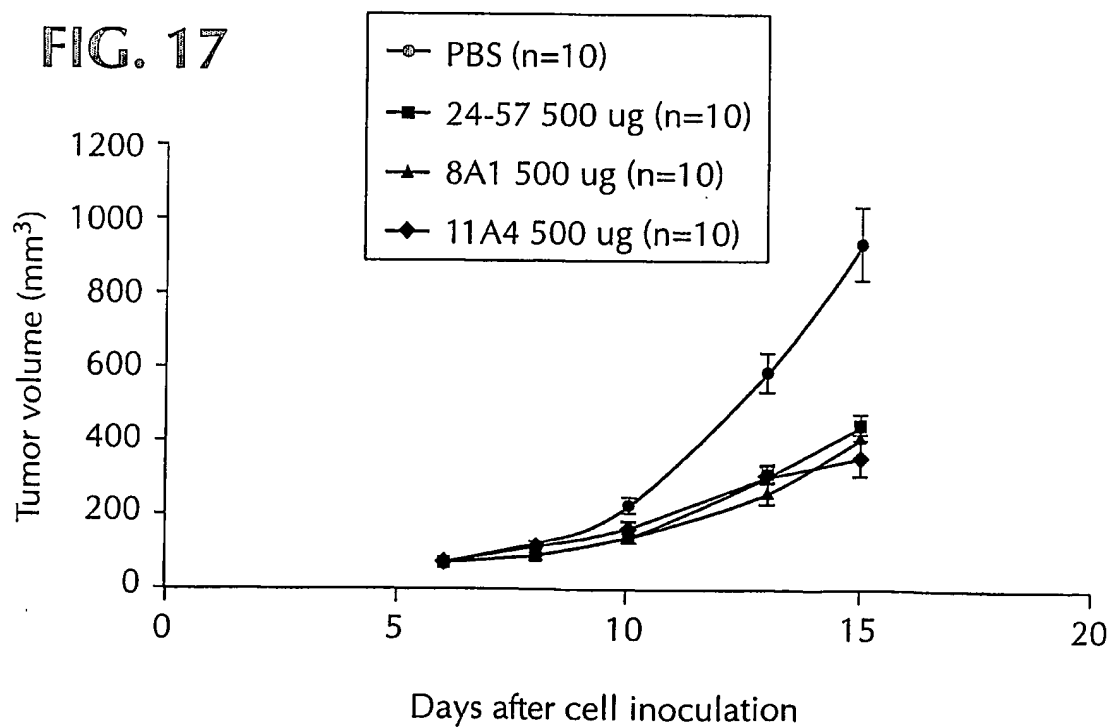 FIG. 17
PBS (n=10)
24-57 500 ug (n=10)
8A1 500 ug (n=10)
11A4 500 ug (n=10)
Tumor volume (mm³)
1200
1000
800
600
400
200
0
0 5 10 15 20
Days after cell inoculation